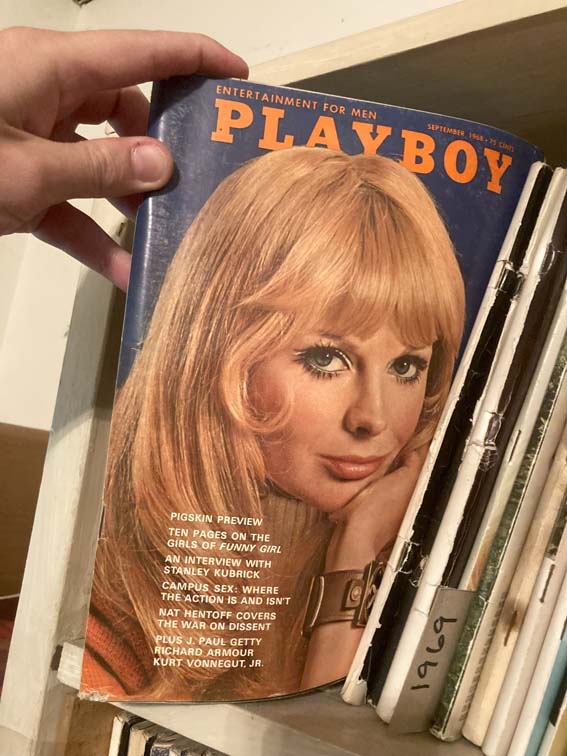 ENTERTAINMENT FOR MEN
SEPTEMBER 1968 • 75 CENTS
PLAYBOY
PIGSKIN PREVIEW
TEN PAGES ON THE
GIRLS OF FUNNY GIRL
AN INTERVIEW WITH
STANLEY KUBRICK
CAMPUS SEX: WHERE
THE ACTION IS AND ISN'T
NAT HENTOFF COVERS
THE WAR ON DISSENT
PLUS J. PAUL GETTY
RICHARD ARMOUR
KURT VONNEGUT, JR.
1969